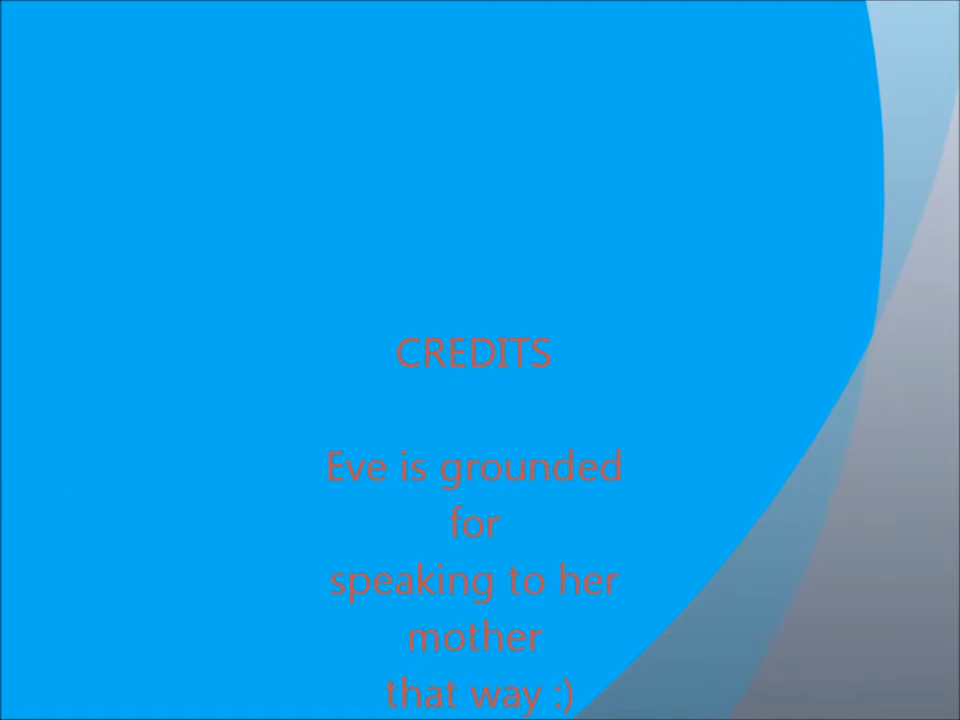 CREDITS
Eve is grounded
for
speaking to her
mother
that way :)